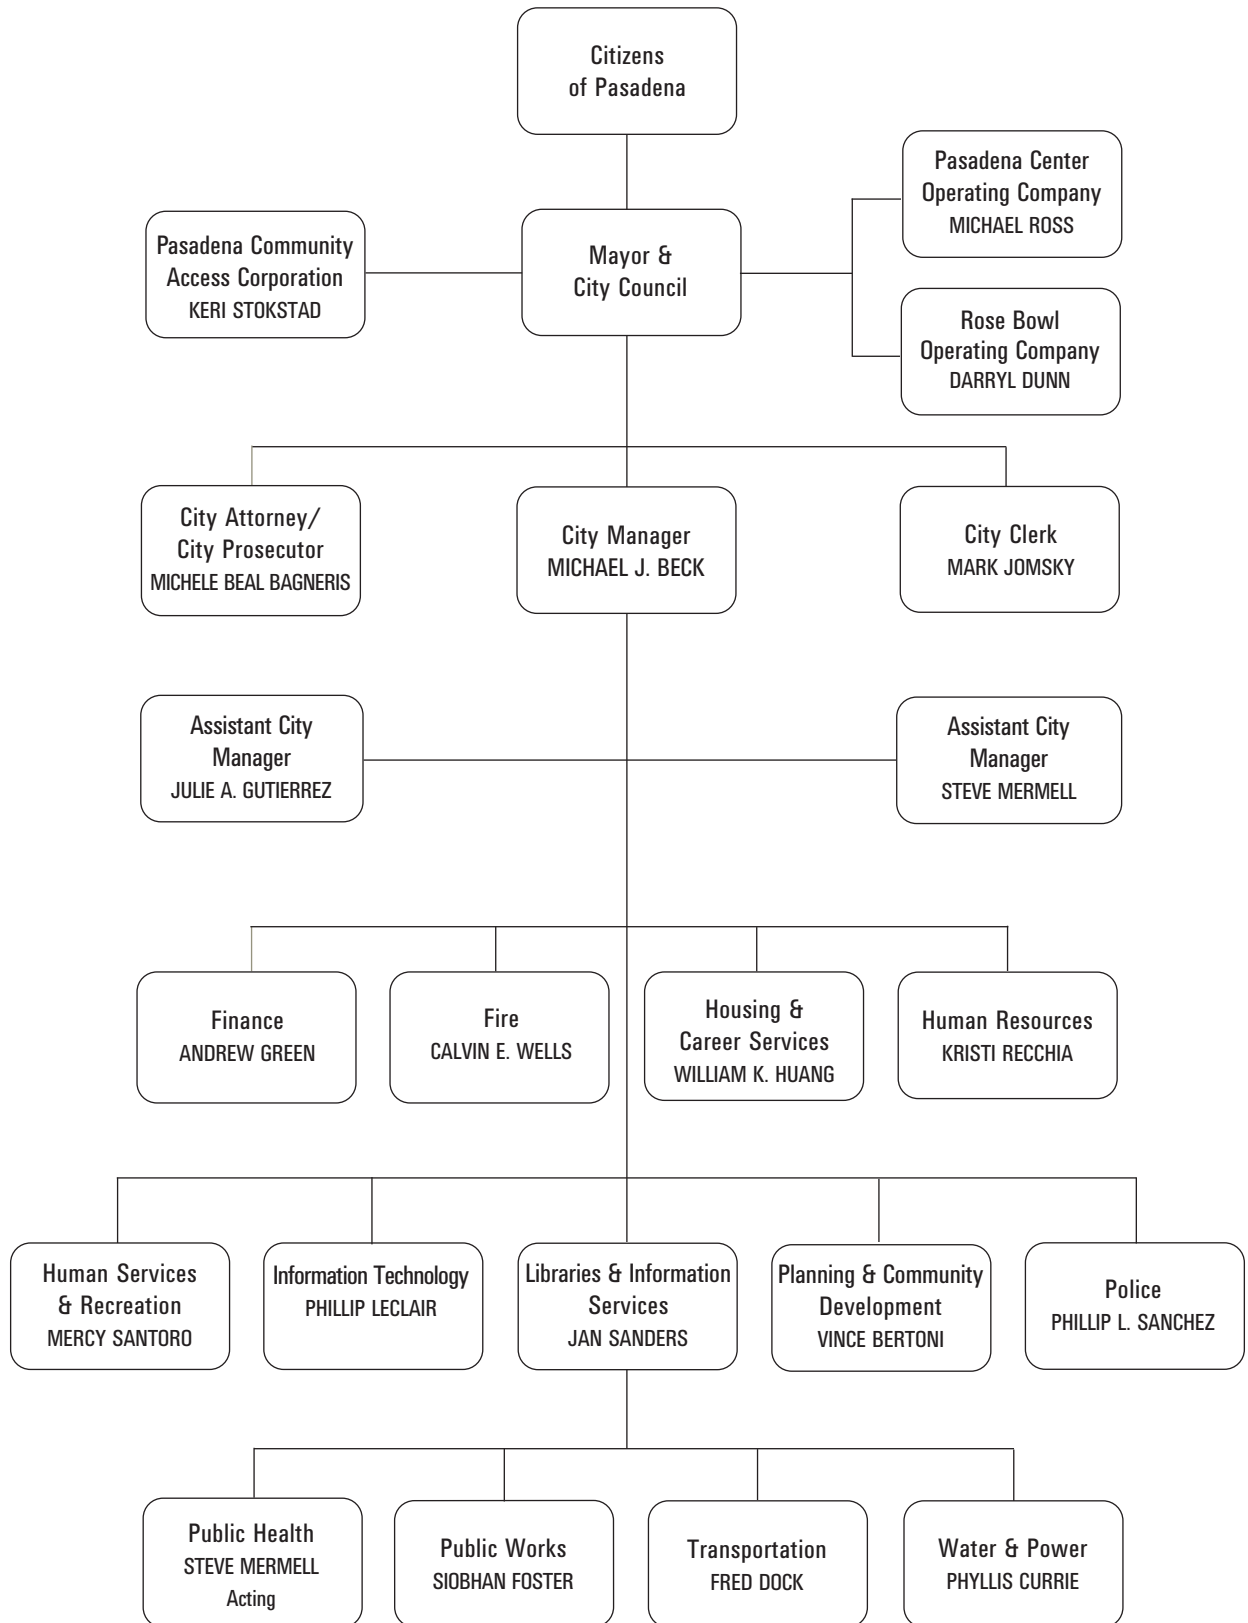 Citizens
of Pasadena
Pasadena Center
Operating Company
MICHAEL ROSS
Pasadena Community
Access Corporation
KERI STOKSTAD
Mayor &
City Council
Rose Bowl
Operating Company
DARRYL DUNN
City Attorney/
City Prosecutor
MICHELE BEAL BAGNERIS
City Manager
MICHAEL J. BECK
City Clerk
MARK JOMSKY
Assistant City
Manager
JULIE A. GUTIERREZ
Assistant City
Manager
STEVE MERMELL
Finance
ANDREW GREEN
Fire
CALVIN E. WELLS
Housing &
Career Services
WILLIAM K. HUANG
Human Resources
KRISTI RECCHIA
Human Services
& Recreation
MERCY SANTORO
Information Technology
PHILLIP LECLAIR
Libraries & Information
Services
JAN SANDERS
Planning & Community
Development
VINCE BERTONI
Police
PHILLIP L. SANCHEZ
Public Health
STEVE MERMELL
Acting
Public Works
SIOBHAN FOSTER
Transportation
FRED DOCK
Water & Power
PHYLLIS CURRIE